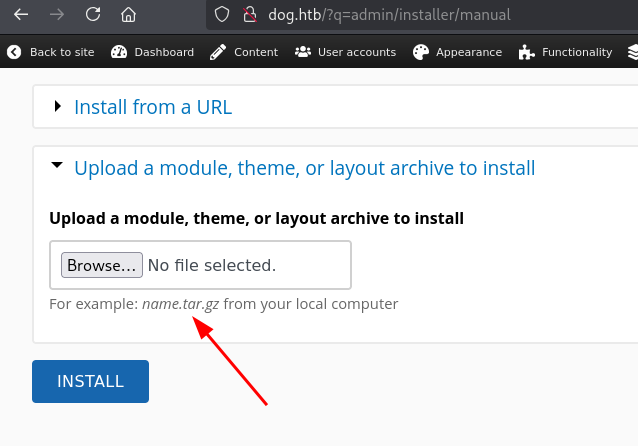 dog.htb/?q=admin/installer/manual
Back to site Dashboard Content User accounts Appearance Functionality
Install from a URL
Upload a module, theme, or layout archive to install
Upload a module, theme, or layout archive to install
Browse... No file selected.
For example: name.tar.gz from your local computer
INSTALL